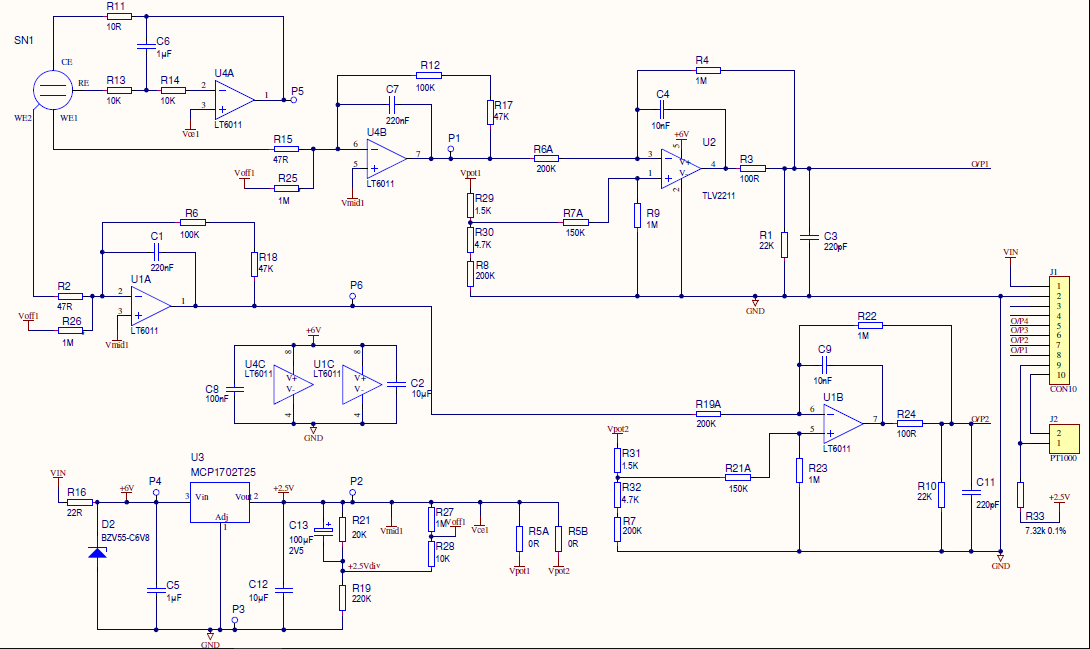 R11
10R
SN1
C6
1µF
CE
RE
R13
10K
R14
10K
U4A
2
3
1
P5
LT6011
Vce1
WE2
WE1
R12
100K
C7
220nF
R17
47K
U4B
6
5
7
P1
LT6011
Vmid1
R15
47R
Voff1
R25
1M
R4
1M
C4
10nF
+6V
5
U2
R6A
200K
3
1
V+
V-
4
2
TLV2211
R3
100R
O/P1
Vpot1
R29
1.5K
R30
4.7K
R8
200K
R7A
150K
R9
1M
R1
22K
C3
220pF
GND
R6
100K
C1
220nF
R18
47K
U1A
2
3
1
LT6011
R2
47R
Voff1
R26
1M
Vmid1
P6
+6V
8
8
U4C
LT6011
V+
V-
U1C
LT6011
V+
V-
C8
100nF
C2
10µF
4
4
GND
VIN
J1
1
2
3
4
5
6
7
8
9
10
O/P4
O/P3
O/P2
O/P1
CON10
J2
2
1
PT1000
R22
1M
C9
10nF
U1B
6
5
7
LT6011
R19A
200K
R24
100R
O/P2
Vpot2
R31
1.5K
R32
4.7K
R7
200K
R21A
150K
R23
1M
R10
22K
C11
220pF
R33
7.32k 0.1%
+2.5V
GND
VIN
R16
22R
+6V
P4
U3
MCP1702T25
3
Vin
Vout
2
Adj
1
+2.5V
P2
D2
BZV55-C6V8
C5
1µF
C12
10µF
P3
GND
C13
100µF
2V5
+
R21
20K
+2.5Vdiv
R19
220K
Vmid1
R27
1M
Voff1
R28
10K
Vce1
R5A
0R
R5B
0R
Vpot1
Vpot2